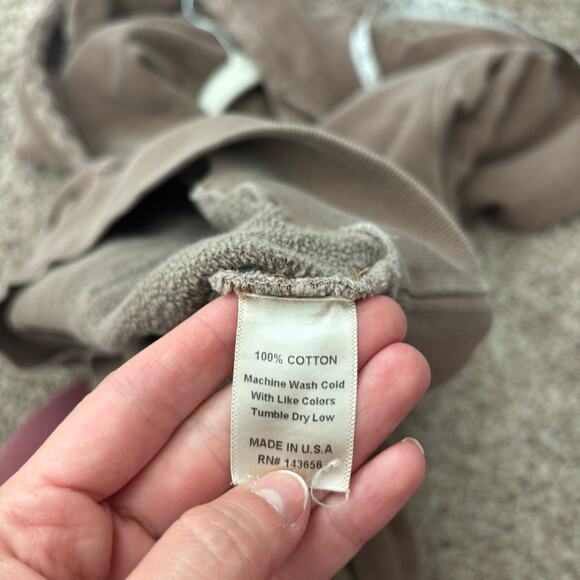 100% COTTON
Machine Wash Cold
With Like Colors
Tumble Dry Low
MADE IN U.S.A
RN# 143656